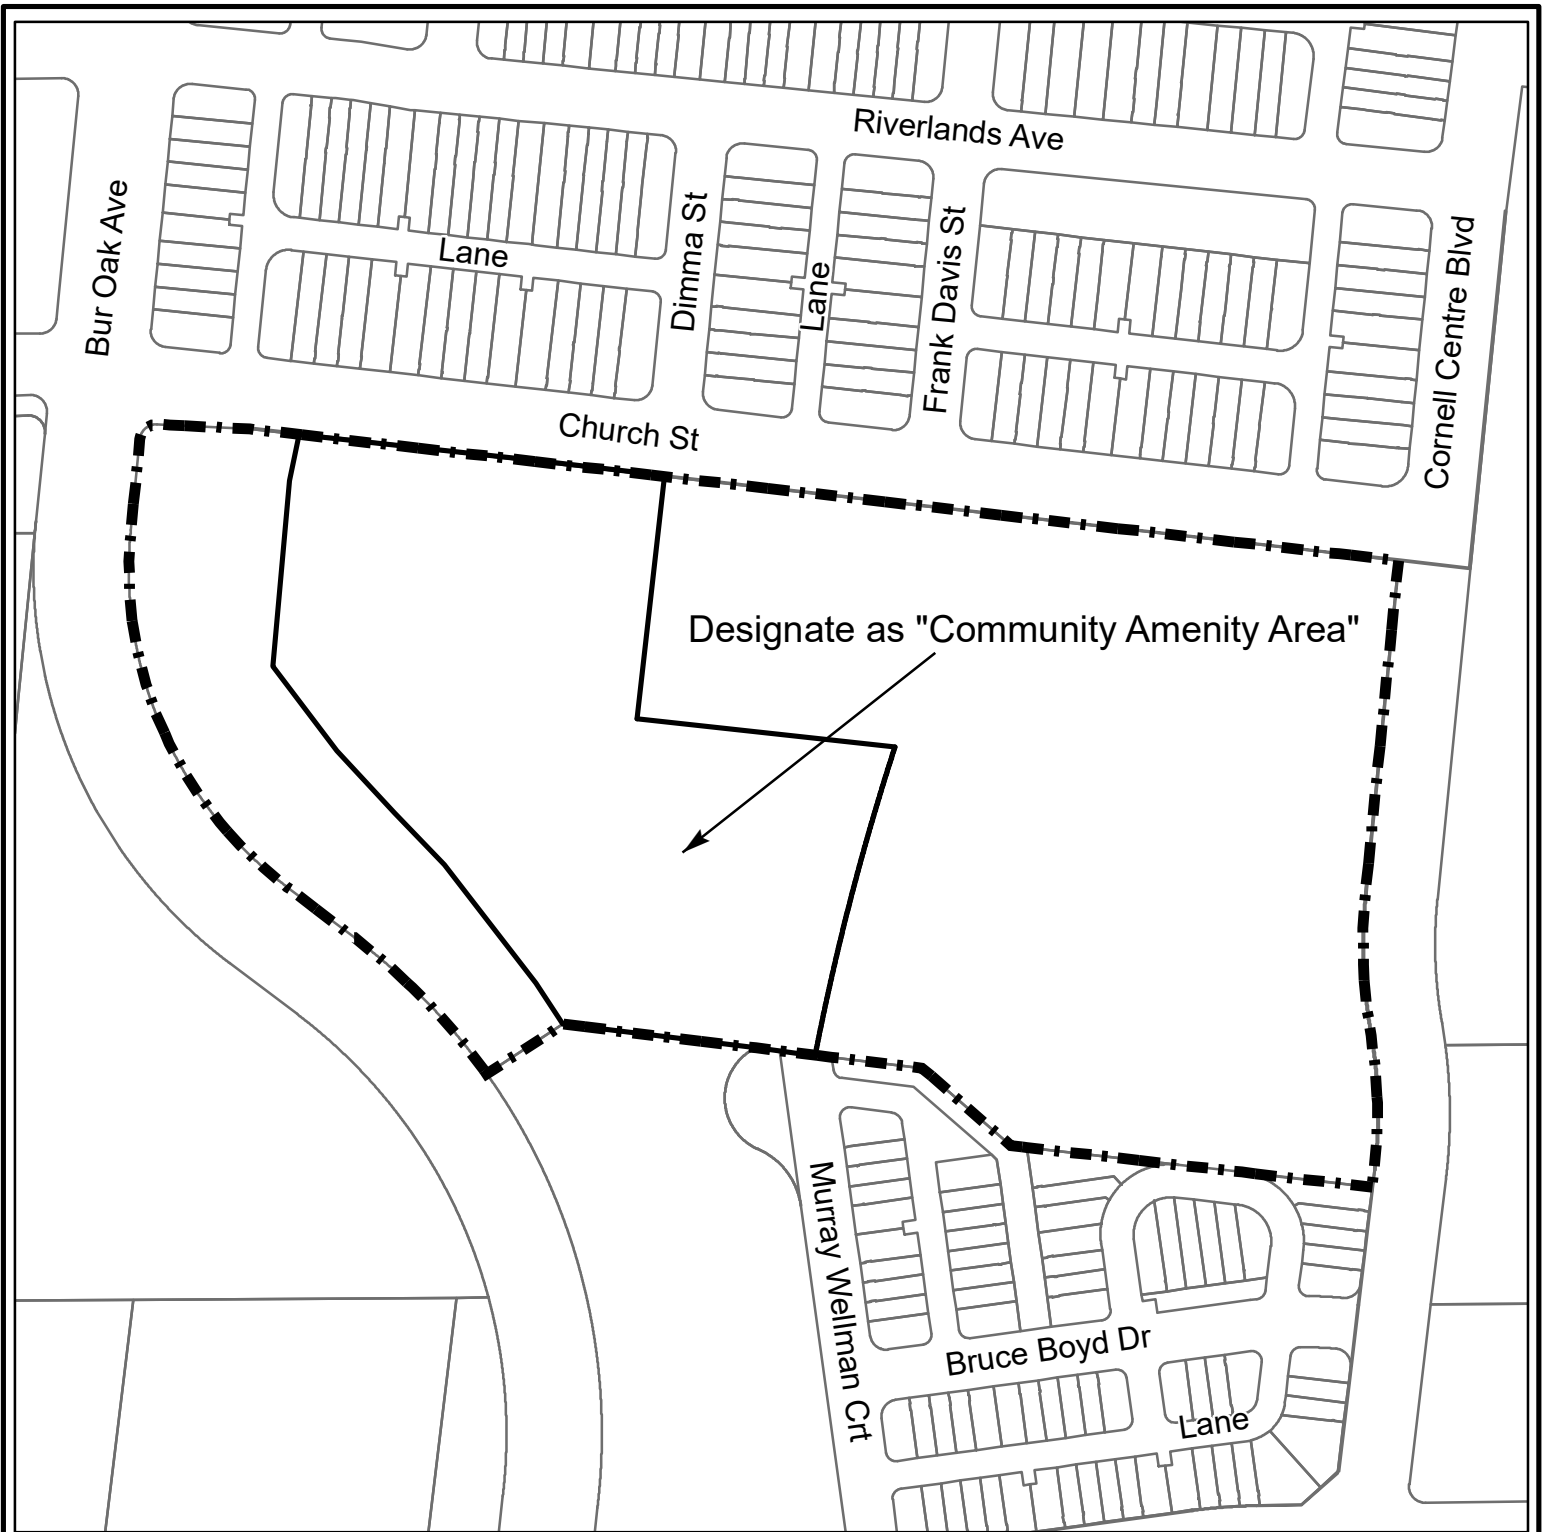 Riverlands Ave
Bur Oak Ave
Lane
Dimma St
Lane
Frank Davis St
Cornell Centre Blvd
Church St
Designate as "Community Amenity Area"
Murray Wellman Crt
Bruce Boyd Dr
Lane